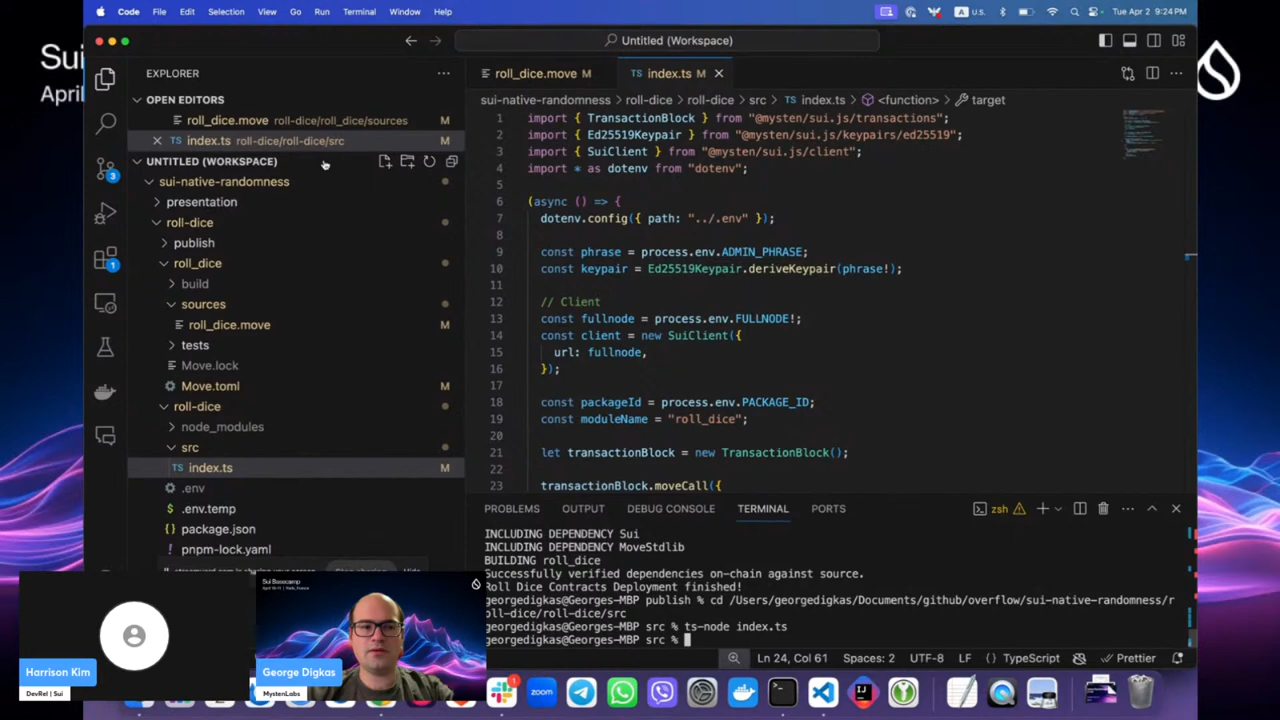 Code File Edit Selection View Go Run Terminal Window Help
A U.S. Tue Apr 2 9:24 PM
Sui
April
Untitled (Workspace)
EXPLORER
OPEN EDITORS
roll_dice.move roll-dice/roll_dice/sources M
index.ts roll-dice/roll-dice/src M
UNTITLED (WORKSPACE)
sui-native-randomness
presentation
roll-dice
publish
roll_dice
build
sources
roll_dice.move M
tests
Move.lock
Move.toml M
roll-dice
node_modules
src
TS index.ts M
.env
.env.temp
package.json
pnpm-lock.yaml
3
1
roll_dice.move M
TS index.ts M
sui-native-randomness > roll-dice > roll-dice > src > TS index.ts > <function> > target
1 import { TransactionBlock } from "@mysten/sui.js/transactions";
2 import { Ed25519Keypair } from "@mysten/sui.js/keypairs/ed25519";
3 import { SuiClient } from "@mysten/sui.js/client";
4 import * as dotenv from "dotenv";
5
6 (async () => {
7 dotenv.config({ path: "../.env" });
8
9 const phrase = process.env.ADMIN_PHRASE;
10 const keypair = Ed25519Keypair.deriveKeypair(phrase!);
11
12 // Client
13 const fullnode = process.env.FULLNODE!;
14 const client = new SuiClient({
15 url: fullnode,
16 });
17
18 const packageId = process.env.PACKAGE_ID;
19 const moduleName = "roll_dice";
20
21 let transactionBlock = new TransactionBlock();
22
23 transactionBlock.moveCall({
PROBLEMS OUTPUT DEBUG CONSOLE TERMINAL PORTS zsh
INCLUDING DEPENDENCY Sui
INCLUDING DEPENDENCY MoveStdlib
BUILDING roll_dice
Successfully verified dependencies on-chain against source.
Roll Dice Contracts Deployment finished!
georgedigkas@Georges-MBP publish % cd /Users/georgedigkas/Documents/github/overflow/sui-native-randomness/r
oll-dice/roll-dice/src
georgedigkas@Georges-MBP src % ts-node index.ts
georgedigkas@Georges-MBP src %
Ln 24, Col 61 Spaces: 2 UTF-8 LF {} TypeScript Prettier
Harrison Kim
DevRel | Sui
Sui Basecamp
George Digkas
MystenLabs
1
zoom